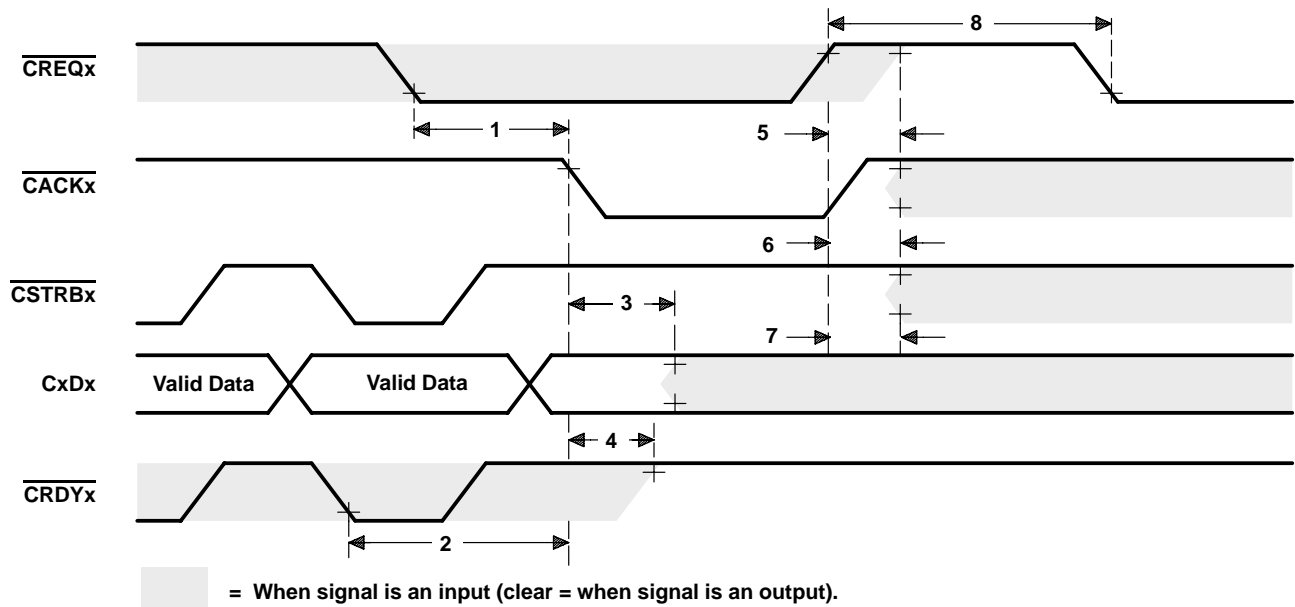 8
CREQx
1
5
CACKx
6
CSTRBx
3
7
CxDx
Valid Data
Valid Data
4
CRDYx
2
= When signal is an input (clear = when signal is an output).